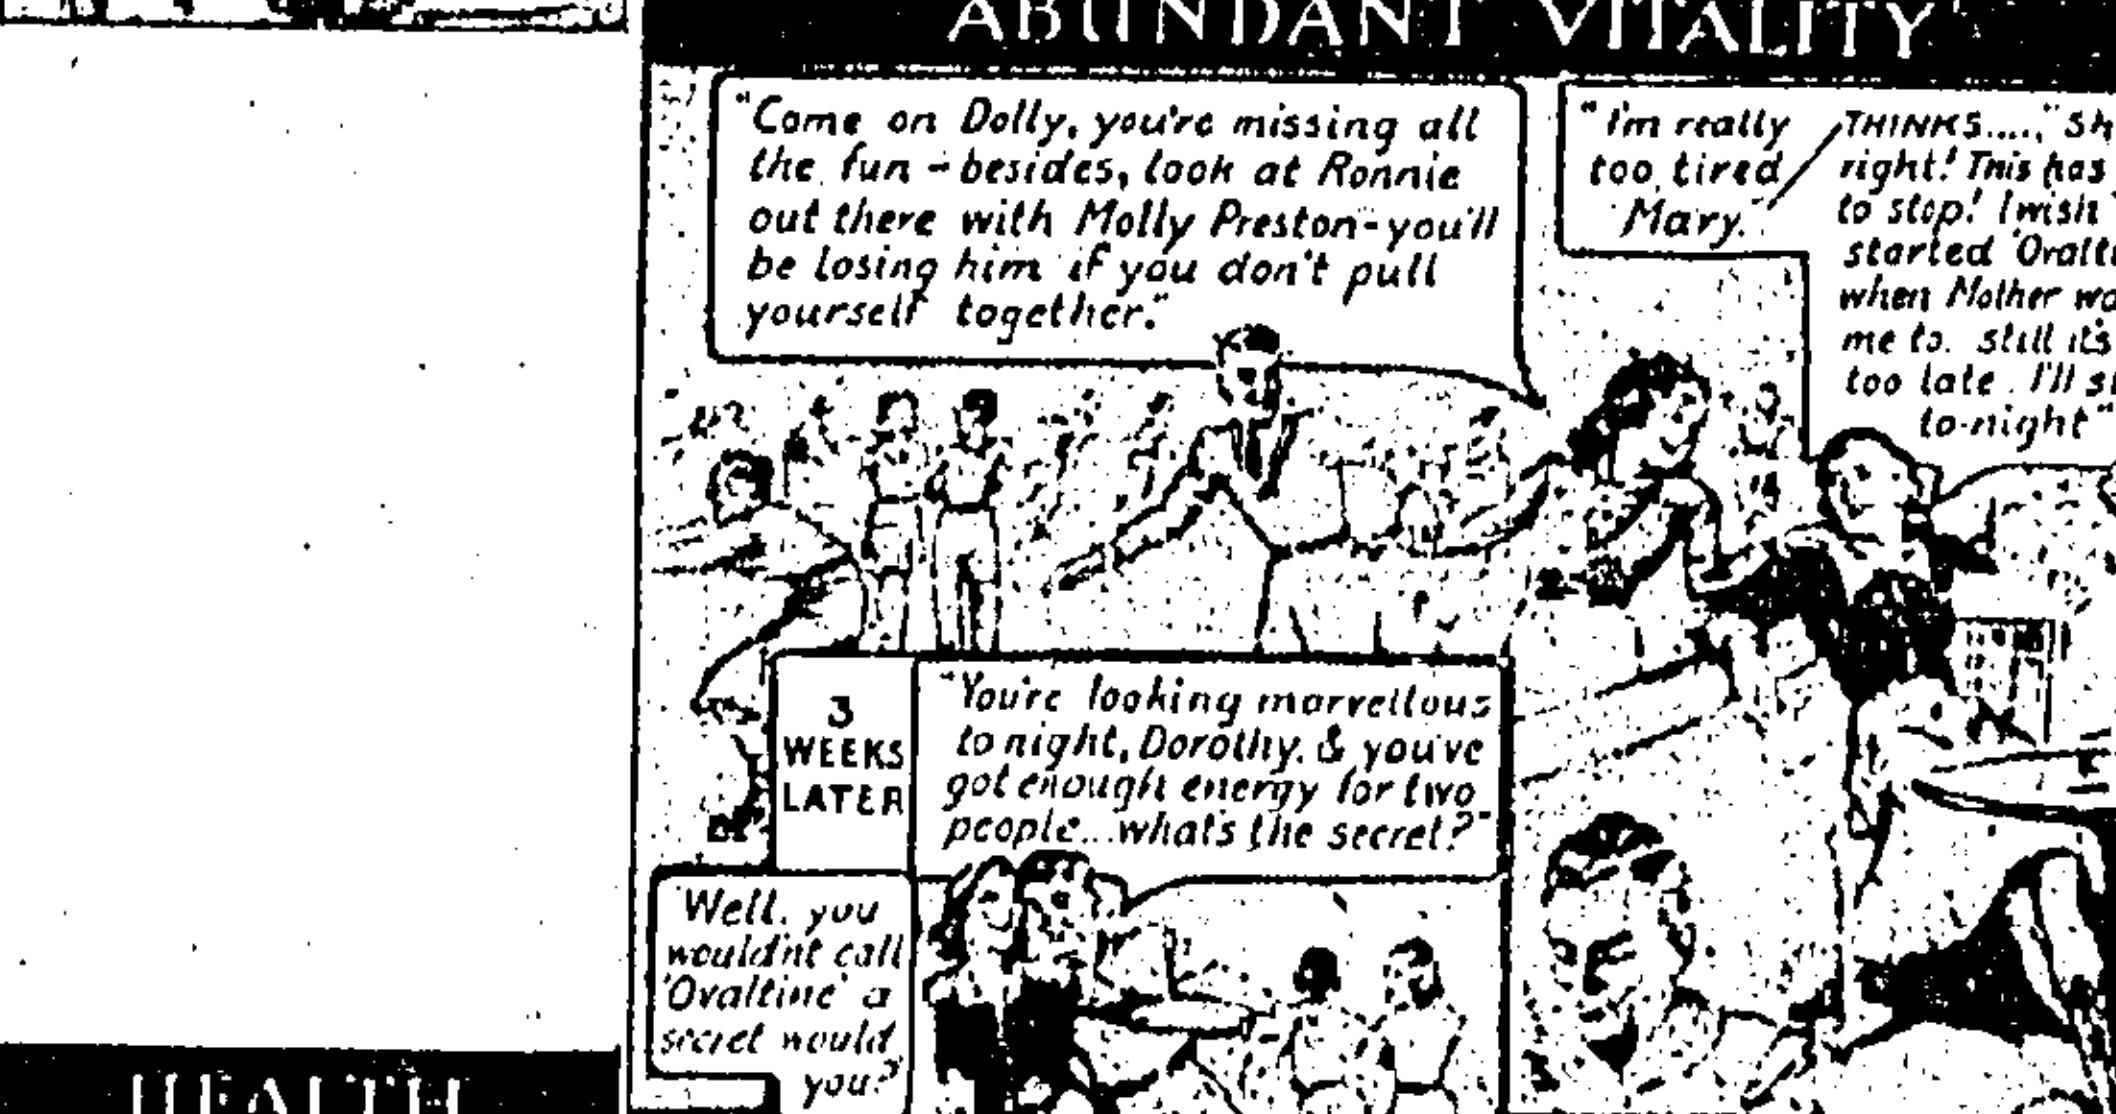 ABUNDANT VITALITY
"Come on Dolly, you're missing all
the fun - besides, look at Ronnie
out there with Molly Preston - you'll
be losing him if you don't pull
yourself together."
"I'm really
too tired
Mary."
THINKS....."Sh
right! This has
to stop! I wish
started 'Ovalti
when Mother wa
me to. still it's
too late. I'll st
to-night"
3
WEEKS
LATER
"You're looking marvellous
to night, Dorothy. & you've
got enough energy for two
people...what's the secret?"
"Well, you
wouldn't call
'Ovaltine' a
secret would
you?
HEALTH